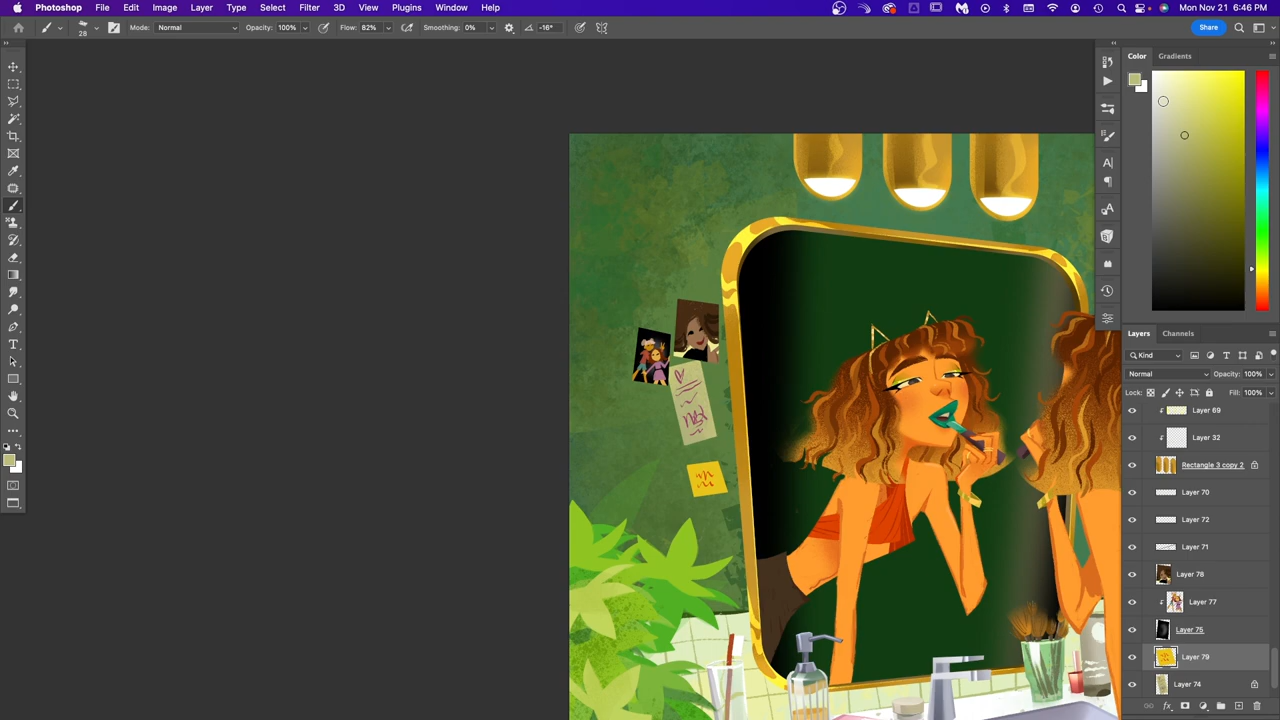 Photoshop File Edit Image Layer Type Select Filter 3D View Plugins Window Help Mon Nov 21 6:46 PM
28 Mode: Normal Opacity: 100% Flow: 82% Smoothing: 0% -16° Share
Color Gradients
Layers Channels
Kind
Normal Opacity: 100%
Lock: Fill: 100%
Layer 69
Layer 32
Rectangle 3 copy 2
Layer 70
Layer 72
Layer 71
Layer 78
Layer 77
Layer 75
Layer 79
Layer 74